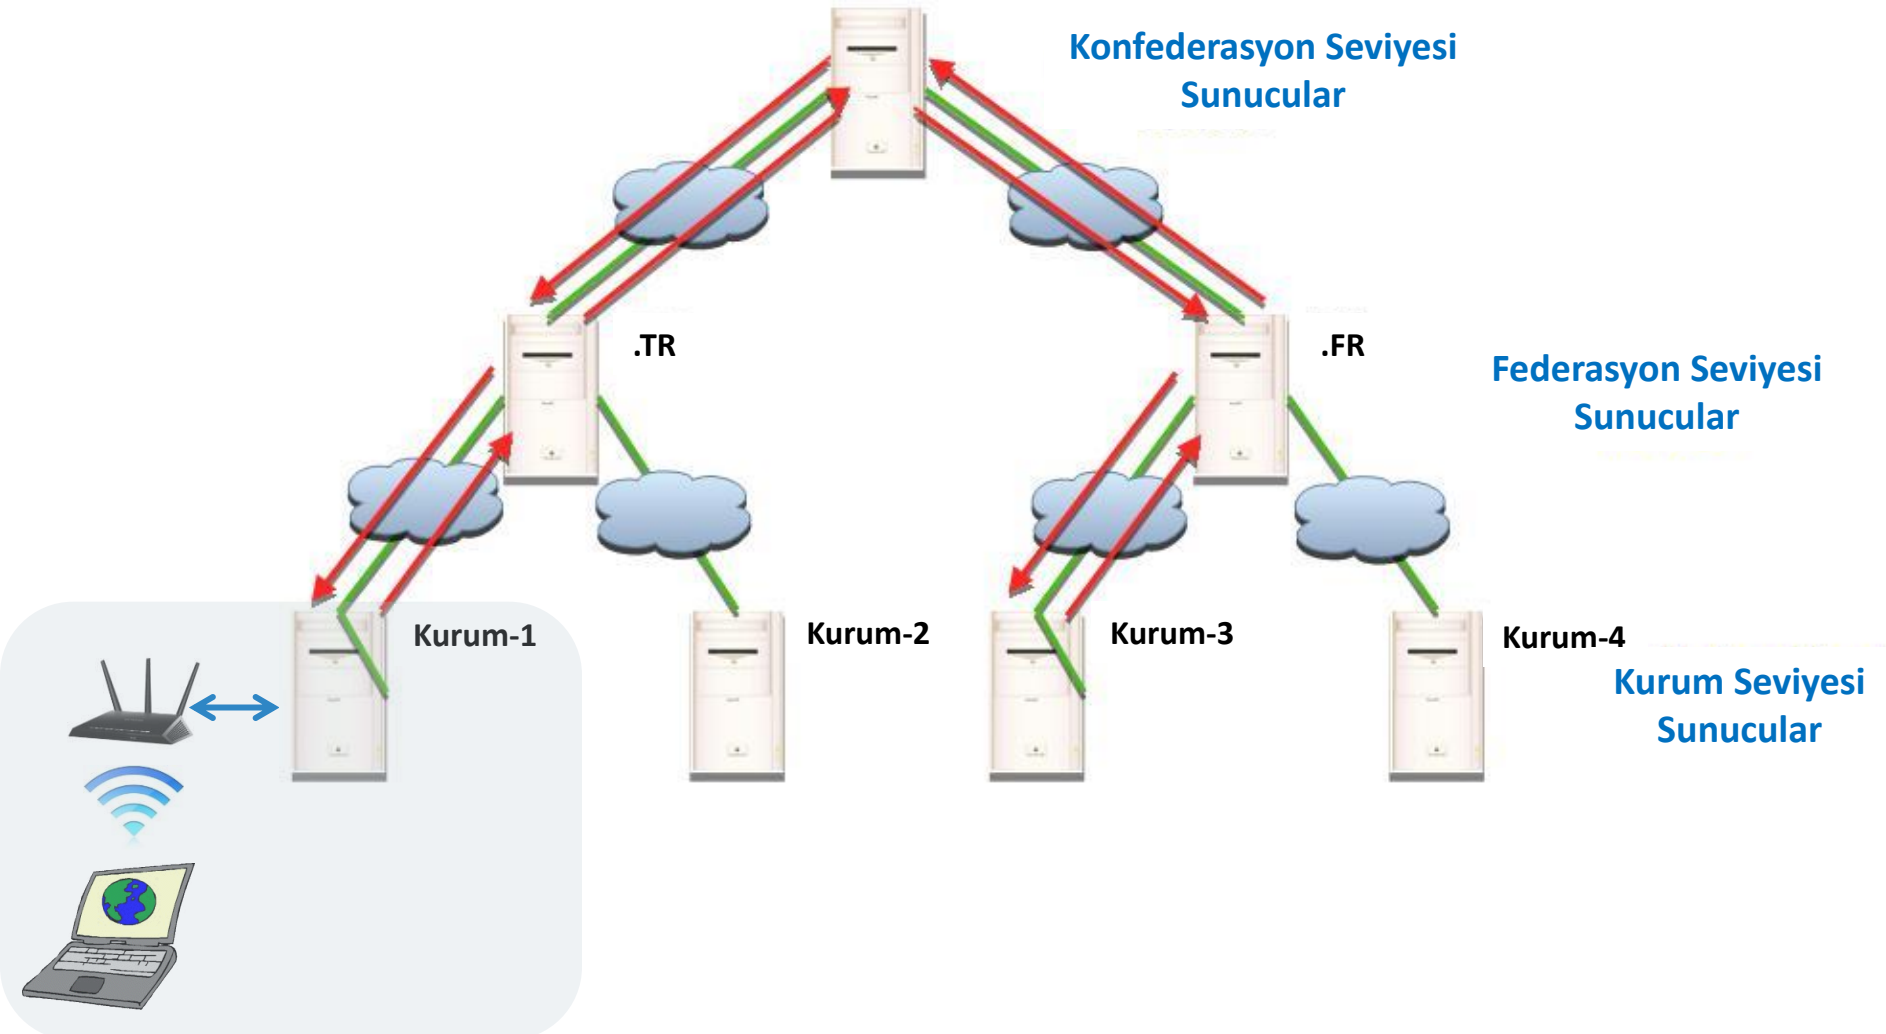 Konfederasyon Seviyesi
Sunucular
.TR
.FR
Federasyon Seviyesi
Sunucular
Kurum-1
Kurum-2
Kurum-3
Kurum-4
Kurum Seviyesi
Sunucular